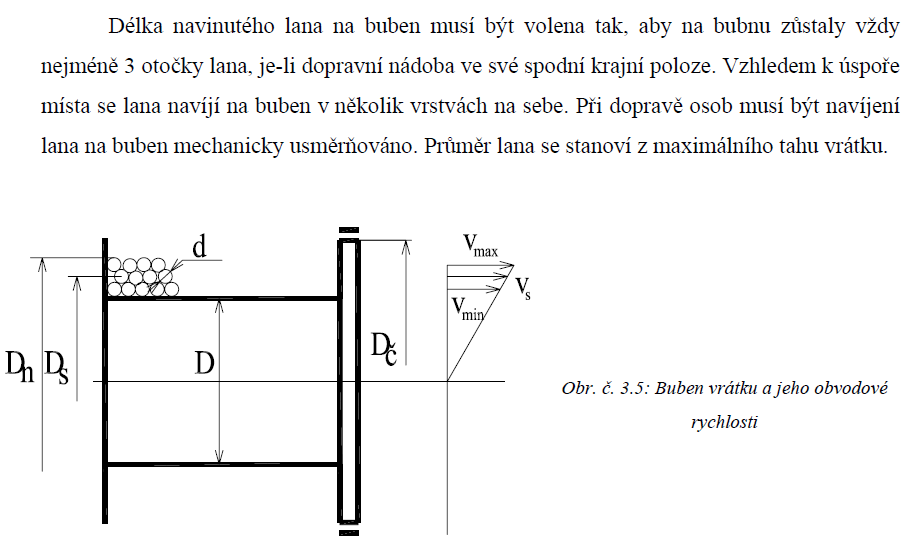 Délka navinutého lana na buben musí být volena tak, aby na bubnu zůstaly vždy
nejméně 3 otočky lana, je-li dopravní nádoba ve své spodní krajní poloze. Vzhledem k úspoře
místa se lana navíjí na buben v několik vrstvách na sebe. Při dopravě osob musí být navíjení
lana na buben mechanicky usměrňováno. Průměr lana se stanoví z maximálního tahu vrátku.
d
Vmax
Vs
Vmin
Dh
Ds
D
Dč
Obr. č. 3.5: Buben vrátku a jeho obvodové
rychlosti